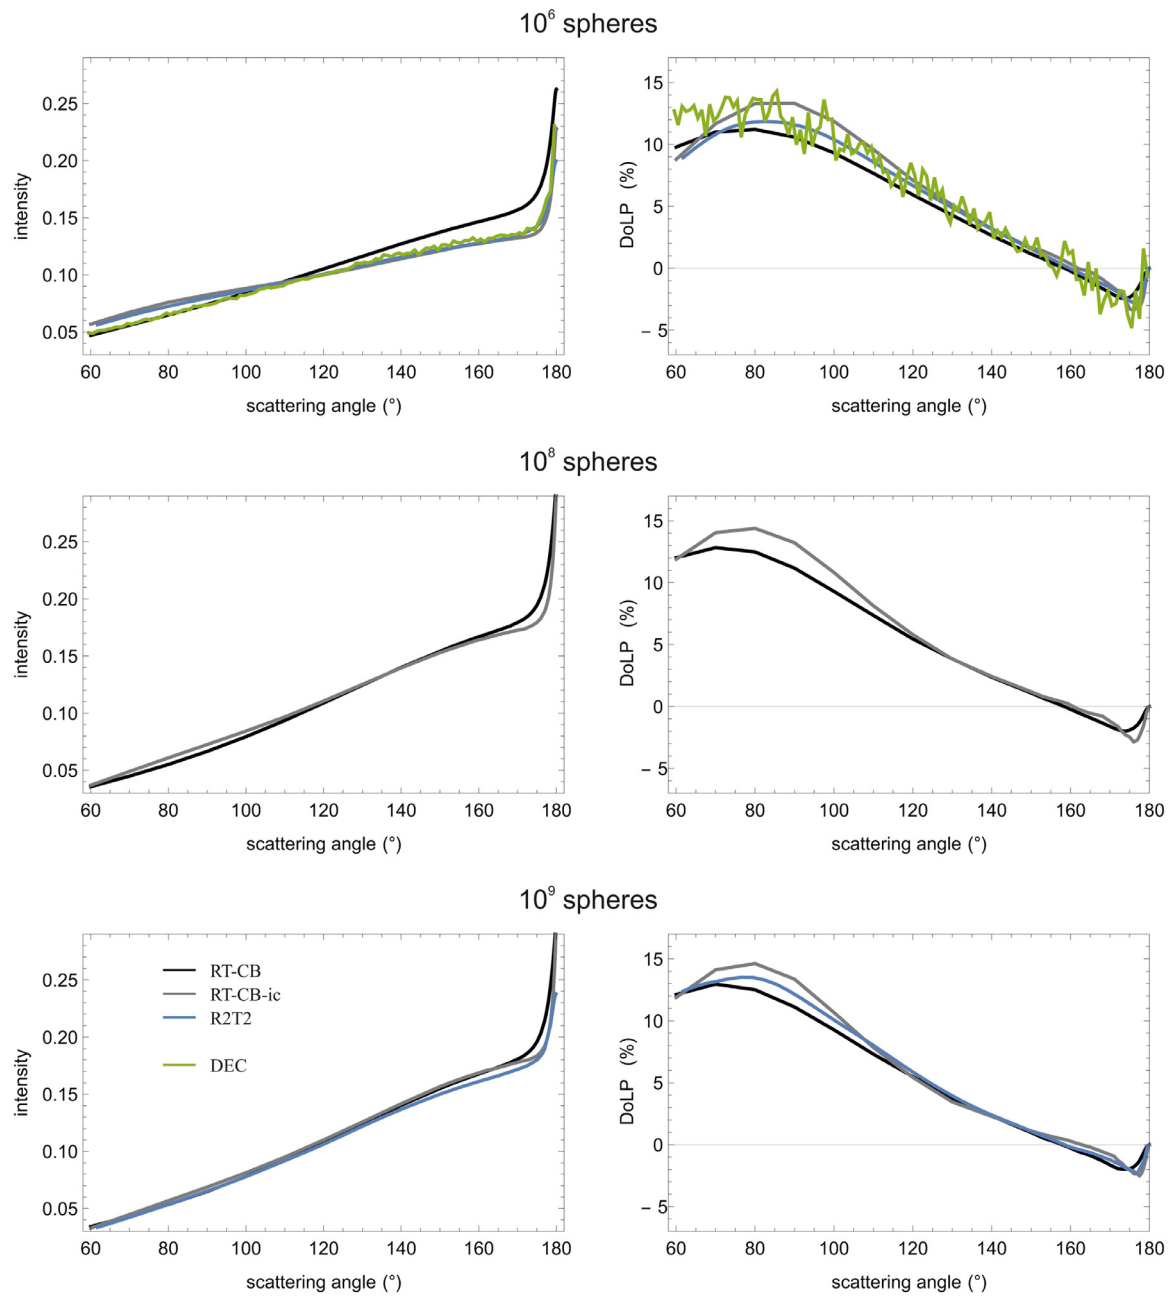 10⁶ spheres
intensity
0.25
0.20
0.15
0.10
0.05
60 80 100 120 140 160 180
scattering angle (°)
DoLP (%)
15
10
5
0
− 5
60 80 100 120 140 160 180
scattering angle (°)
10⁸ spheres
intensity
0.25
0.20
0.15
0.10
0.05
60 80 100 120 140 160 180
scattering angle (°)
DoLP (%)
15
10
5
0
− 5
60 80 100 120 140 160 180
scattering angle (°)
10⁹ spheres
intensity
0.25
0.20
0.15
0.10
0.05
RT-CB
RT-CB-ic
R2T2
DEC
60 80 100 120 140 160 180
scattering angle (°)
DoLP (%)
15
10
5
0
− 5
60 80 100 120 140 160 180
scattering angle (°)